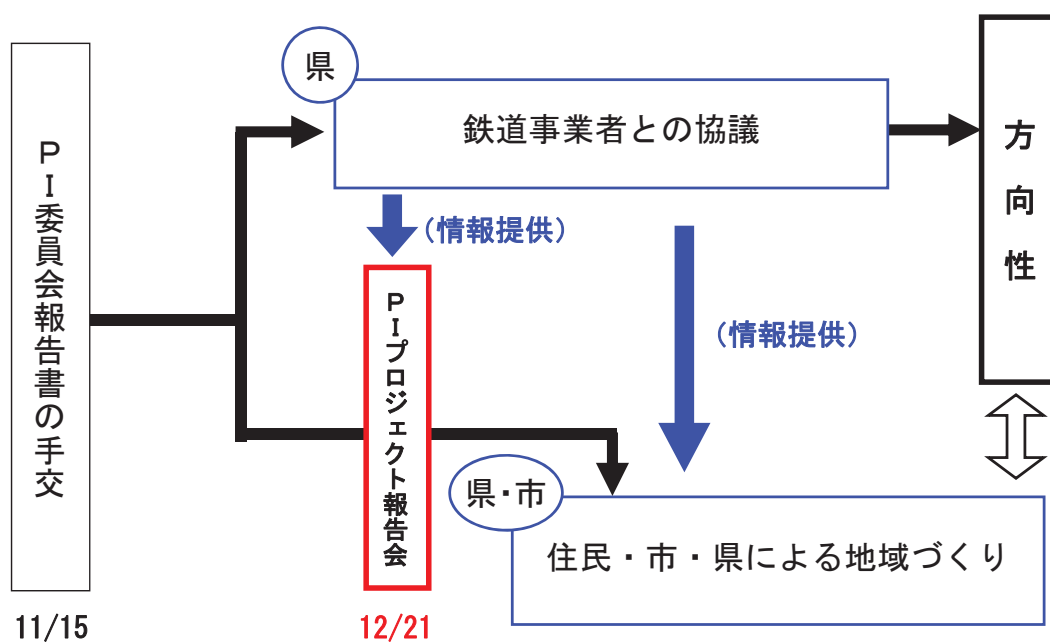 ＰＩ委員会報告書の手交
11/15
県
鉄道事業者との協議
(情報提供)
ＰＩプロジェクト報告会
12/21
(情報提供)
県・市
住民・市・県による地域づくり
方向性